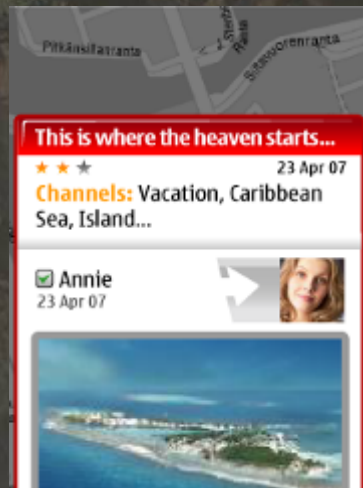 Pitkänsillanranta
Siltavuorenranta
This is where the heaven starts...
23 Apr 07
Channels: Vacation, Caribbean
Sea, Island...
Annie
23 Apr 07